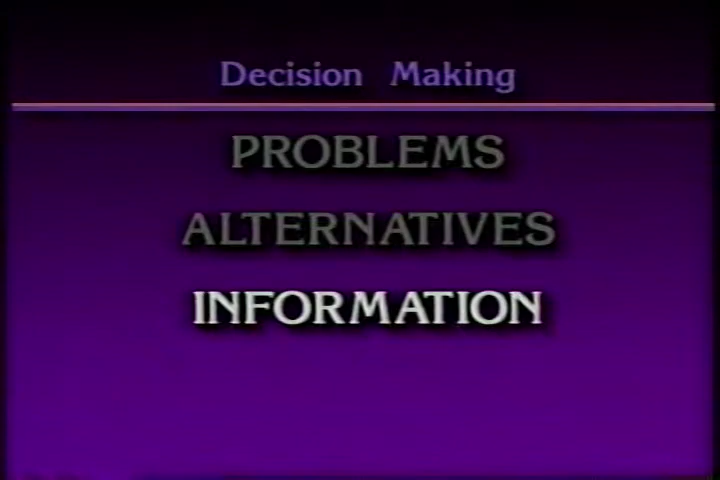 Decision Making
PROBLEMS
ALTERNATIVES
INFORMATION